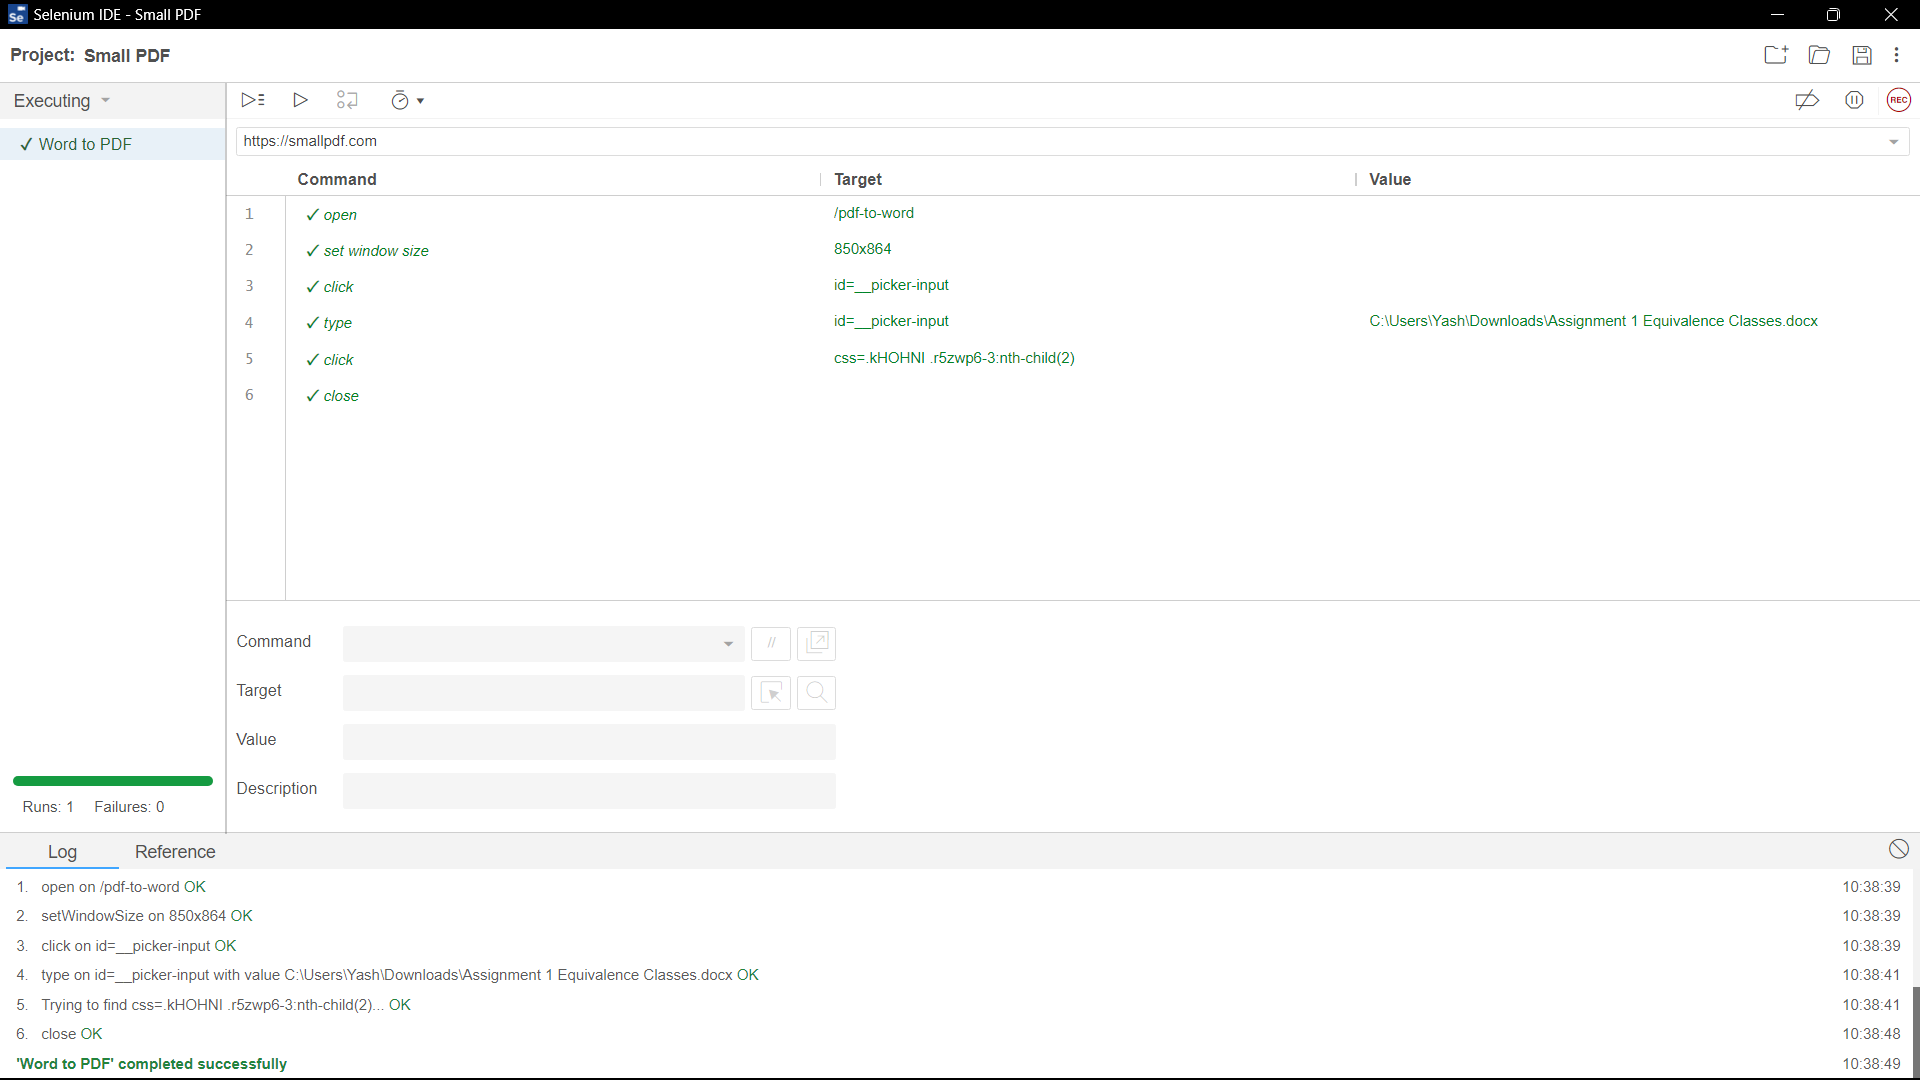 Selenium IDE - Small PDF
Project: Small PDF
Executing
REC
✓ Word to PDF
https://smallpdf.com
Command Target Value
1 ✓ open /pdf-to-word
2 ✓ set window size 850x864
3 ✓ click id=__picker-input
4 ✓ type id=__picker-input C:\Users\Yash\Downloads\Assignment 1 Equivalence Classes.docx
5 ✓ click css=.kHOHNI .r5zwp6-3:nth-child(2)
6 ✓ close
Command //
Target
Value
Description
Runs: 1 Failures: 0
Log Reference
1. open on /pdf-to-word OK 10:38:39
2. setWindowSize on 850x864 OK 10:38:39
3. click on id=__picker-input OK 10:38:39
4. type on id=__picker-input with value C:\Users\Yash\Downloads\Assignment 1 Equivalence Classes.docx OK 10:38:41
5. Trying to find css=.kHOHNI .r5zwp6-3:nth-child(2)... OK 10:38:41
6. close OK 10:38:48
'Word to PDF' completed successfully 10:38:49